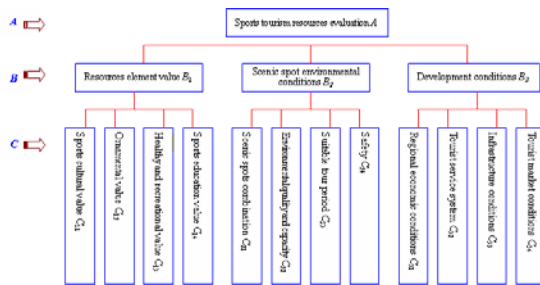 A
Sports tourism resources evaluation A
B
Resources element value B1
Scenic spot environmental
conditions B2
Development conditions B3
C
Sports cultural value C11
Ornamental value C12
Healthy and recreational value C13
Sports education value C14
Scenic spots combination C21
Environmental quality and capacity C22
Suitable tour period C23
Safety C24
Regional economic conditions C31
Tourist service system C32
Infrastructure conditions C33
Tourist market conditions C34